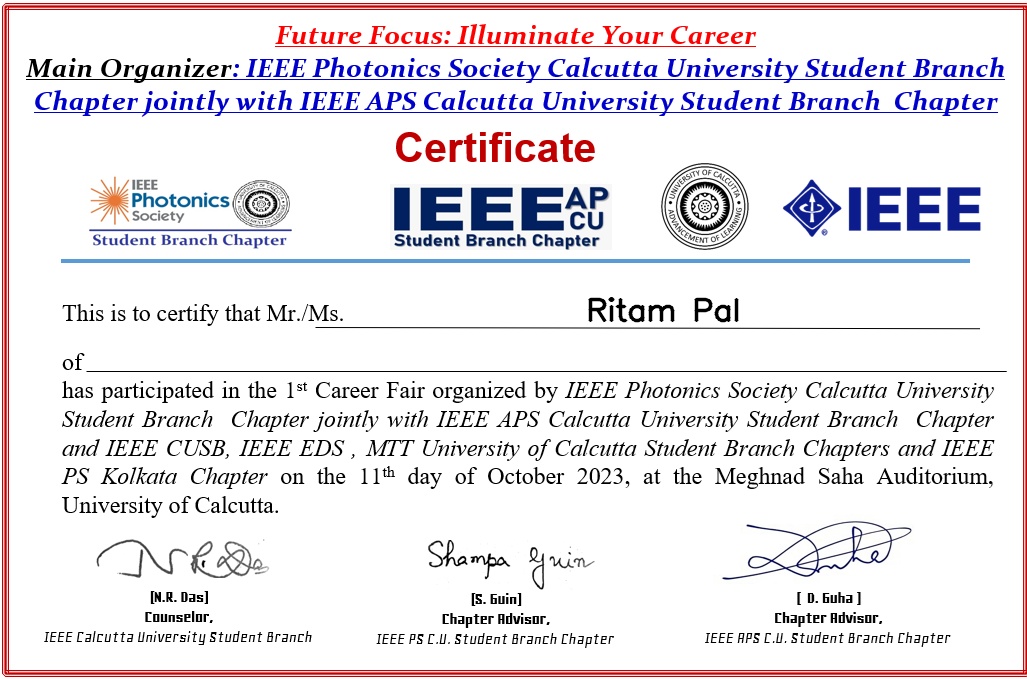 Future Focus: Illuminate Your Career
Main Organizer: IEEE Photonics Society Calcutta University Student Branch
Chapter jointly with IEEE APS Calcutta University Student Branch Chapter
Certificate
IEEE
Photonics
Society
Student Branch Chapter
IEEE AP
CU
Student Branch Chapter
UNIVERSITY OF CALCUTTA
ADVANCEMENT OF LEARNING
IEEE
This is to certify that Mr./Ms. Ritam Pal
of
has participated in the 1st Career Fair organized by IEEE Photonics Society Calcutta University
Student Branch Chapter jointly with IEEE APS Calcutta University Student Branch Chapter
and IEEE CUSB, IEEE EDS , MTT University of Calcutta Student Branch Chapters and IEEE
PS Kolkata Chapter on the 11th day of October 2023, at the Meghnad Saha Auditorium,
University of Calcutta.
N R. Das
Shampa Guin
[N.R. Das]
Counselor,
IEEE Calcutta University Student Branch
[S. Guin]
Chapter Advisor,
IEEE PS C.U. Student Branch Chapter
[ D. Guha ]
Chapter Advisor,
IEEE APS C.U. Student Branch Chapter